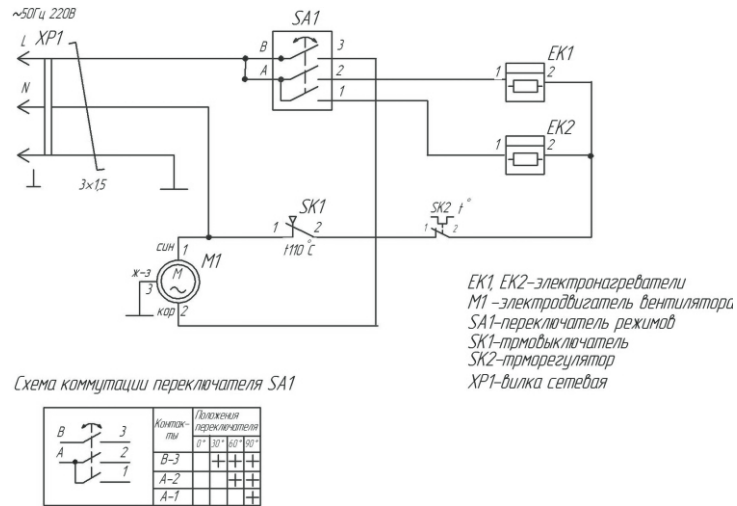 ~50Гц 220В
L XP1
N
3x1,5
SA1
B 3
A 2
1
EK1
1 2
EK2
1 2
SK1
1 2
t110°C
SK2 t°
1 2
син 1
M1
M
ж-з
3
кор 2
EK1, EK2-электронагреватели
M1 -электродвигатель вентилятора
SA1-переключатель режимов
SK1-трмовыключатель
SK2-трморегулятор
XP1-вилка сетевая
Схема коммутации переключателя SA1
B 3
A 2
1
Контак-
ты
Положения
переключателя
0° 30° 60° 90°
B-3 + + +
A-2 + +
A-1 +